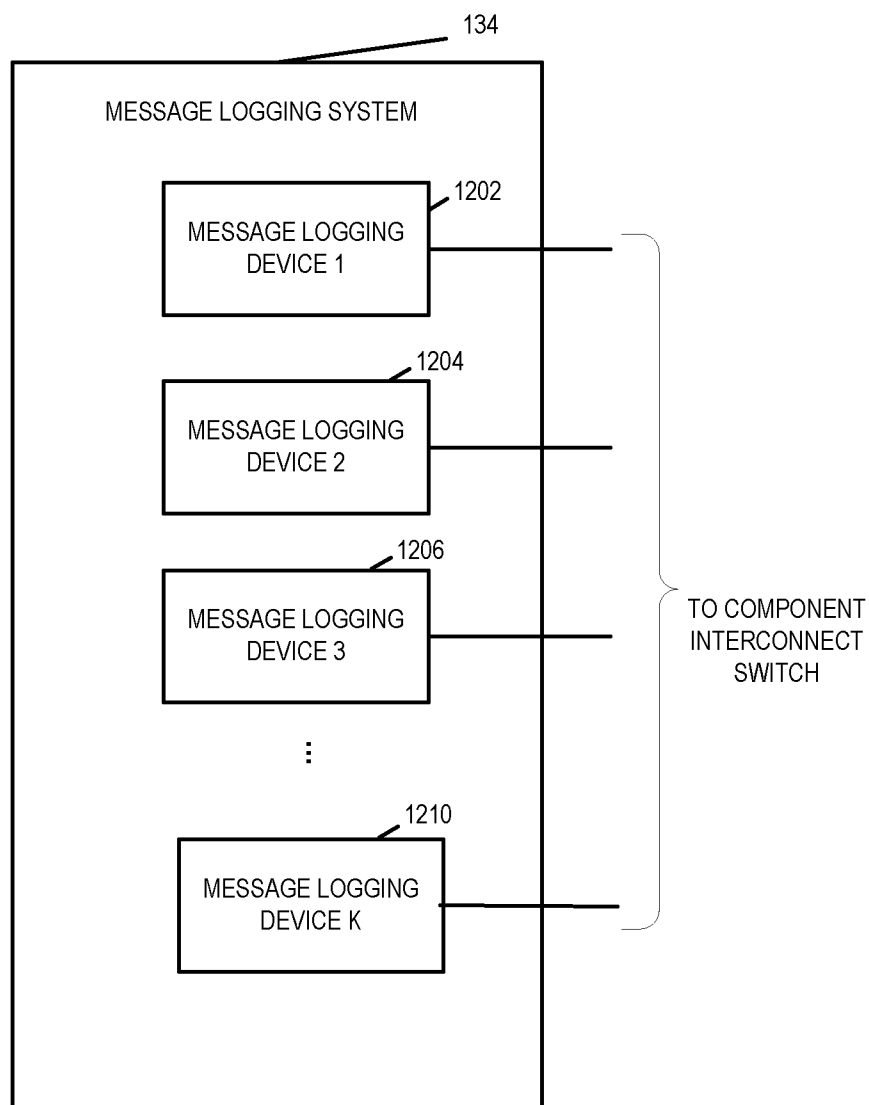 134
MESSAGE LOGGING SYSTEM
1202
MESSAGE LOGGING
DEVICE 1
1204
MESSAGE LOGGING
DEVICE 2
1206
MESSAGE LOGGING
DEVICE 3
...
1210
MESSAGE LOGGING
DEVICE K
TO COMPONENT
INTERCONNECT
SWITCH